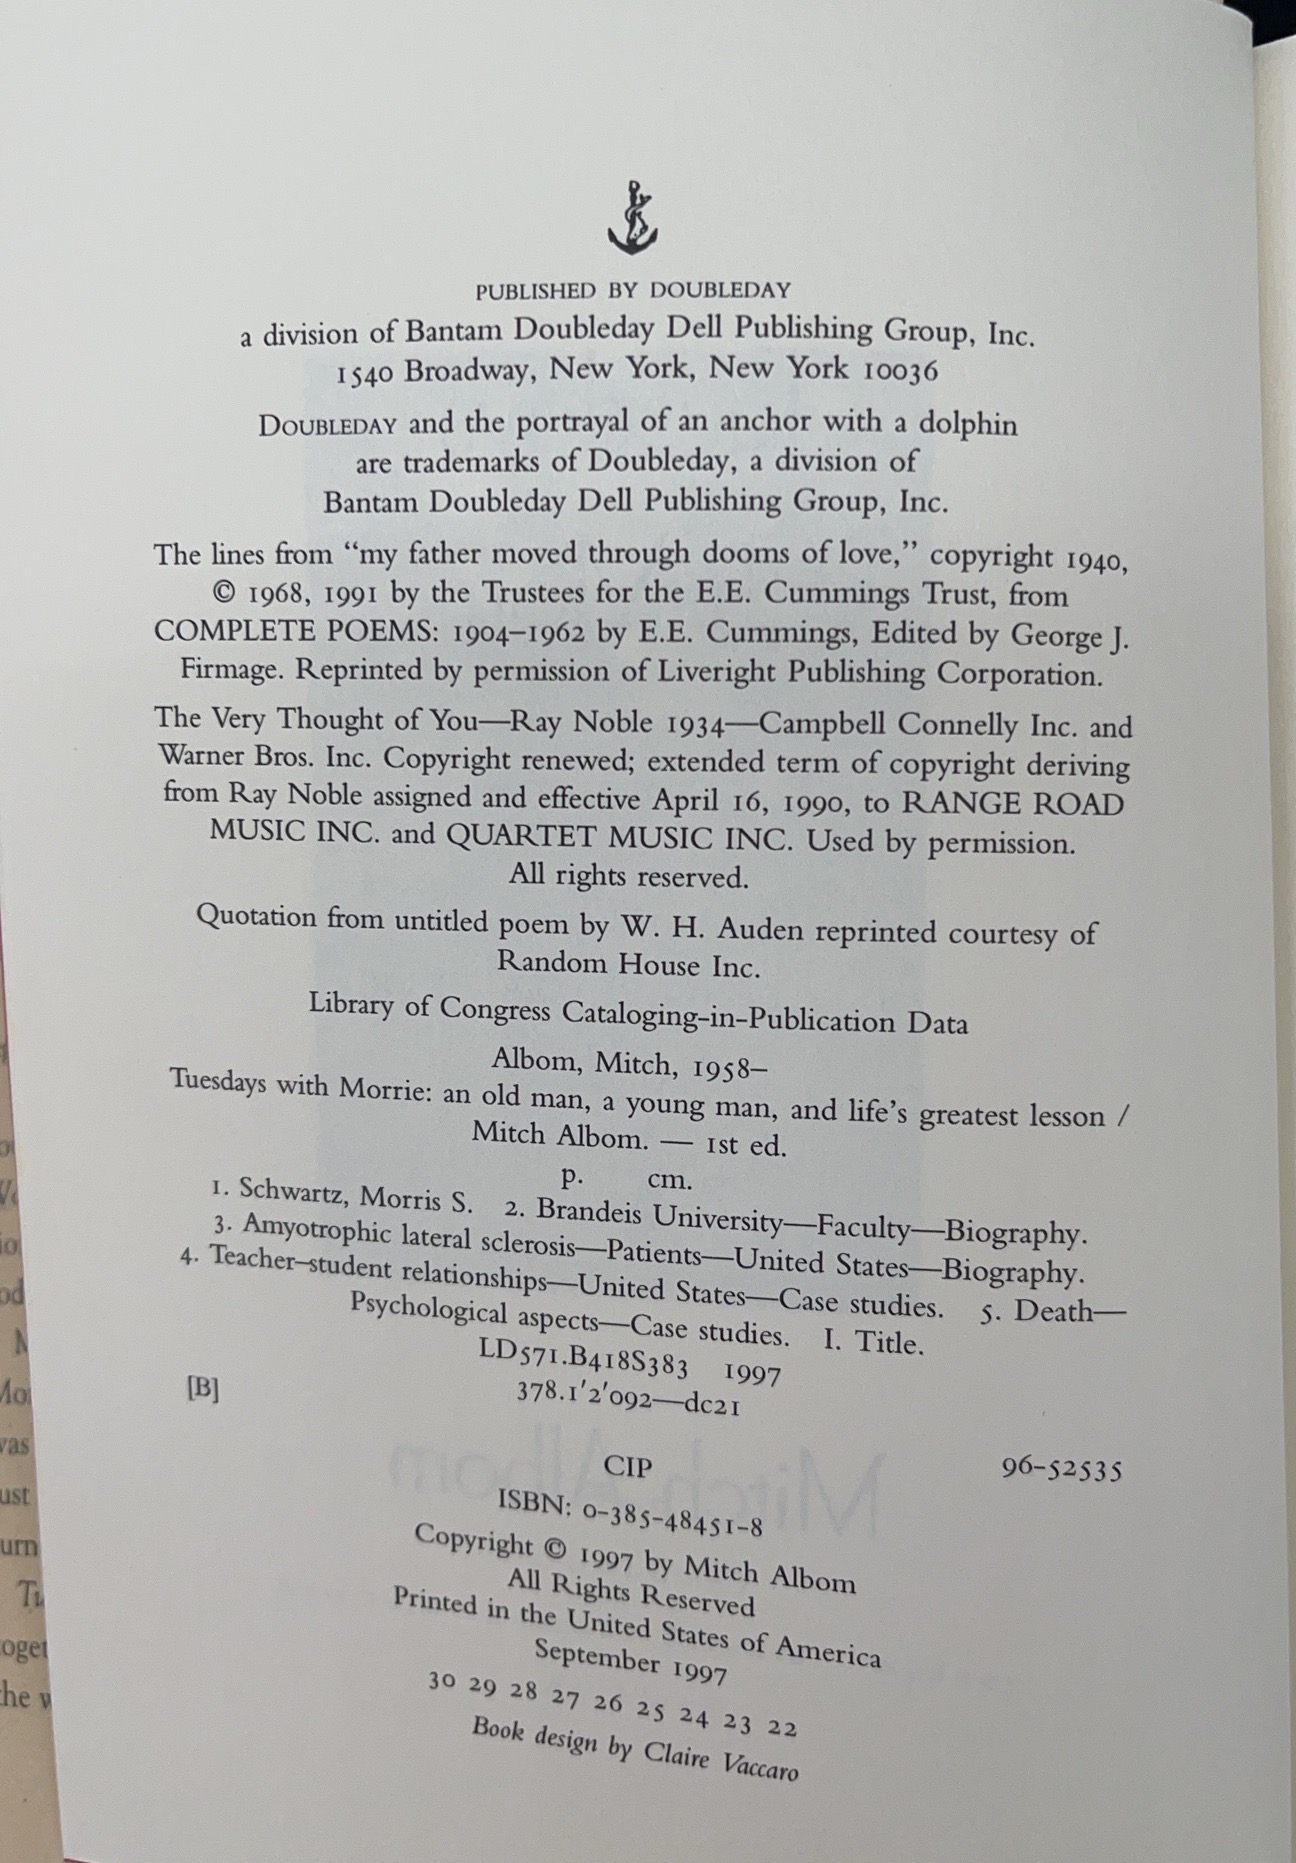 PUBLISHED BY DOUBLEDAY
a division of Bantam Doubleday Dell Publishing Group, Inc.
1540 Broadway, New York, New York 10036
DOUBLEDAY and the portrayal of an anchor with a dolphin
are trademarks of Doubleday, a division of
Bantam Doubleday Dell Publishing Group, Inc.
The lines from “my father moved through dooms of love,” copyright 1940,
© 1968, 1991 by the Trustees for the E.E. Cummings Trust, from
COMPLETE POEMS: 1904–1962 by E.E. Cummings, Edited by George J.
Firmage. Reprinted by permission of Liveright Publishing Corporation.
The Very Thought of You—Ray Noble 1934—Campbell Connelly Inc. and
Warner Bros. Inc. Copyright renewed; extended term of copyright deriving
from Ray Noble assigned and effective April 16, 1990, to RANGE ROAD
MUSIC INC. and QUARTET MUSIC INC. Used by permission.
All rights reserved.
Quotation from untitled poem by W. H. Auden reprinted courtesy of
Random House Inc.
Library of Congress Cataloging-in-Publication Data
Albom, Mitch, 1958–
Tuesdays with Morrie: an old man, a young man, and life’s greatest lesson /
Mitch Albom. — 1st ed.
p. cm.
1. Schwartz, Morris S. 2. Brandeis University—Faculty—Biography.
3. Amyotrophic lateral sclerosis—Patients—United States—Biography.
4. Teacher–student relationships—United States—Case studies. 5. Death—
Psychological aspects—Case studies. I. Title.
LD571.B418S383 1997
[B] 378.1'2'092—dc21
CIP 96-52535
ISBN: 0-385-48451-8
Copyright © 1997 by Mitch Albom
All Rights Reserved
Printed in the United States of America
September 1997
30 29 28 27 26 25 24 23 22
Book design by Claire Vaccaro